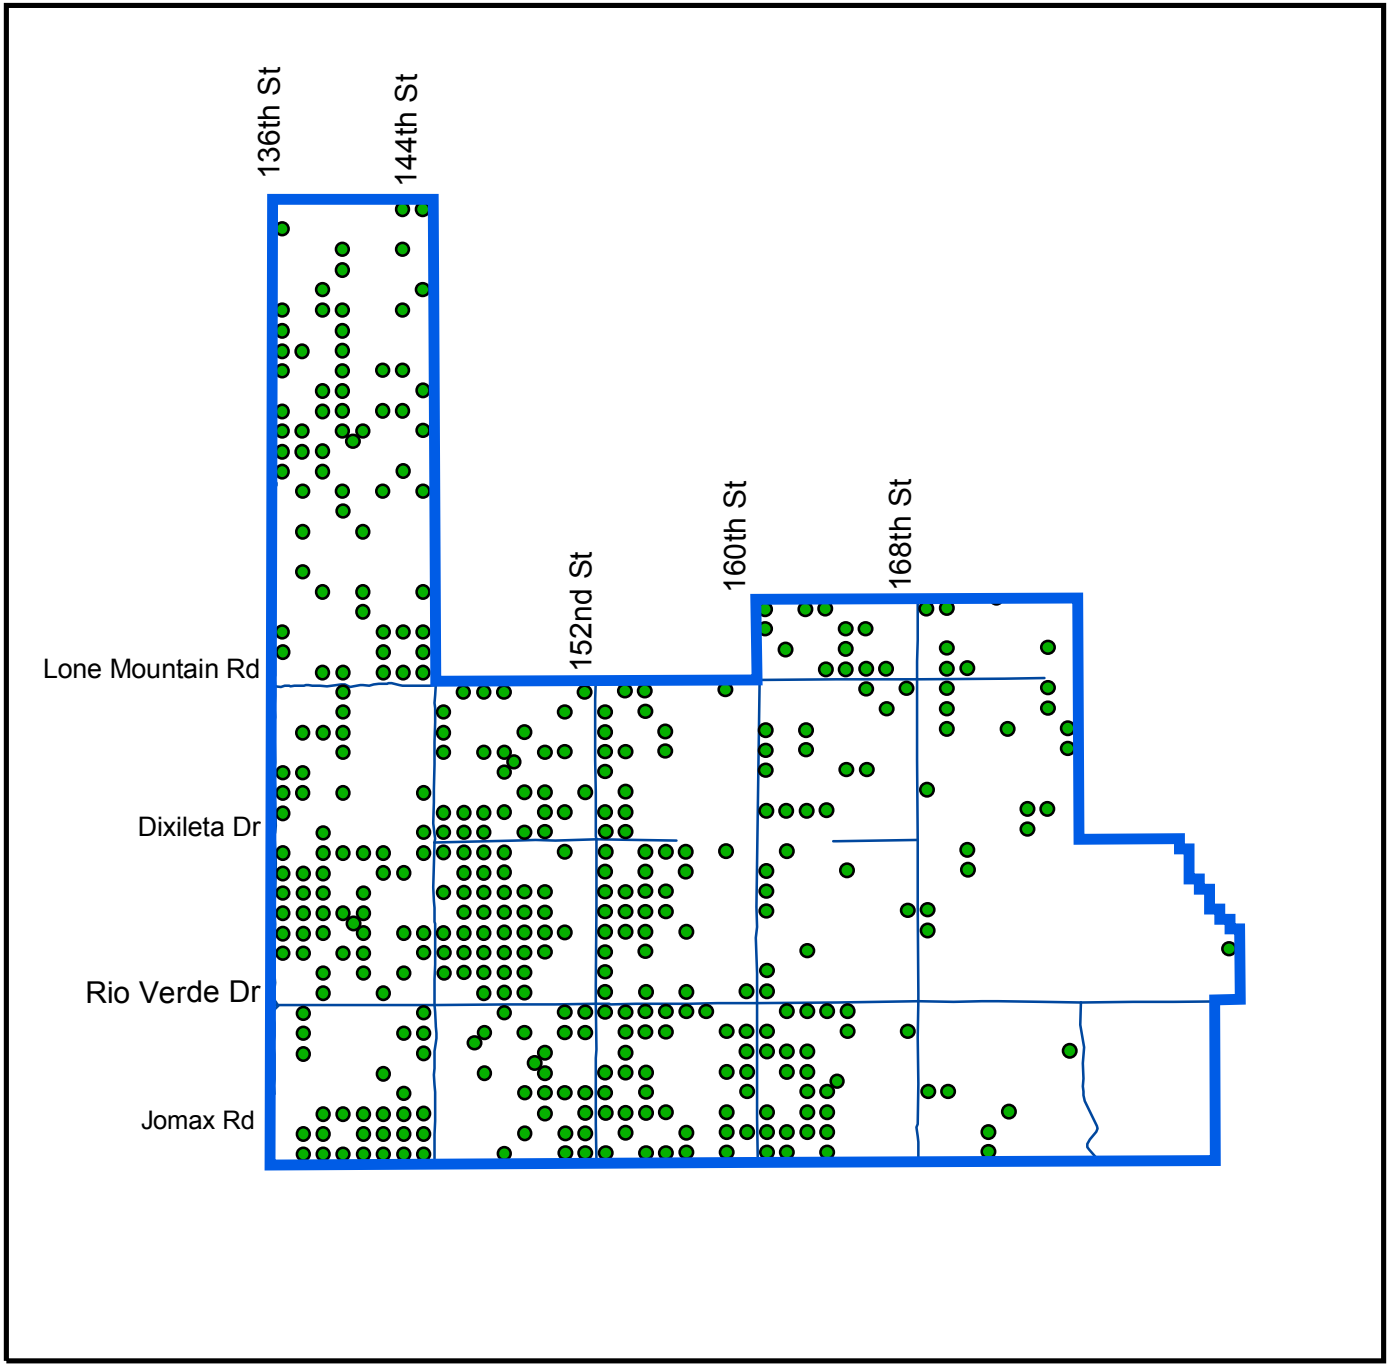 136th St
144th St
152nd St
160th St
168th St
Lone Mountain Rd
Dixileta Dr
Rio Verde Dr
Jomax Rd